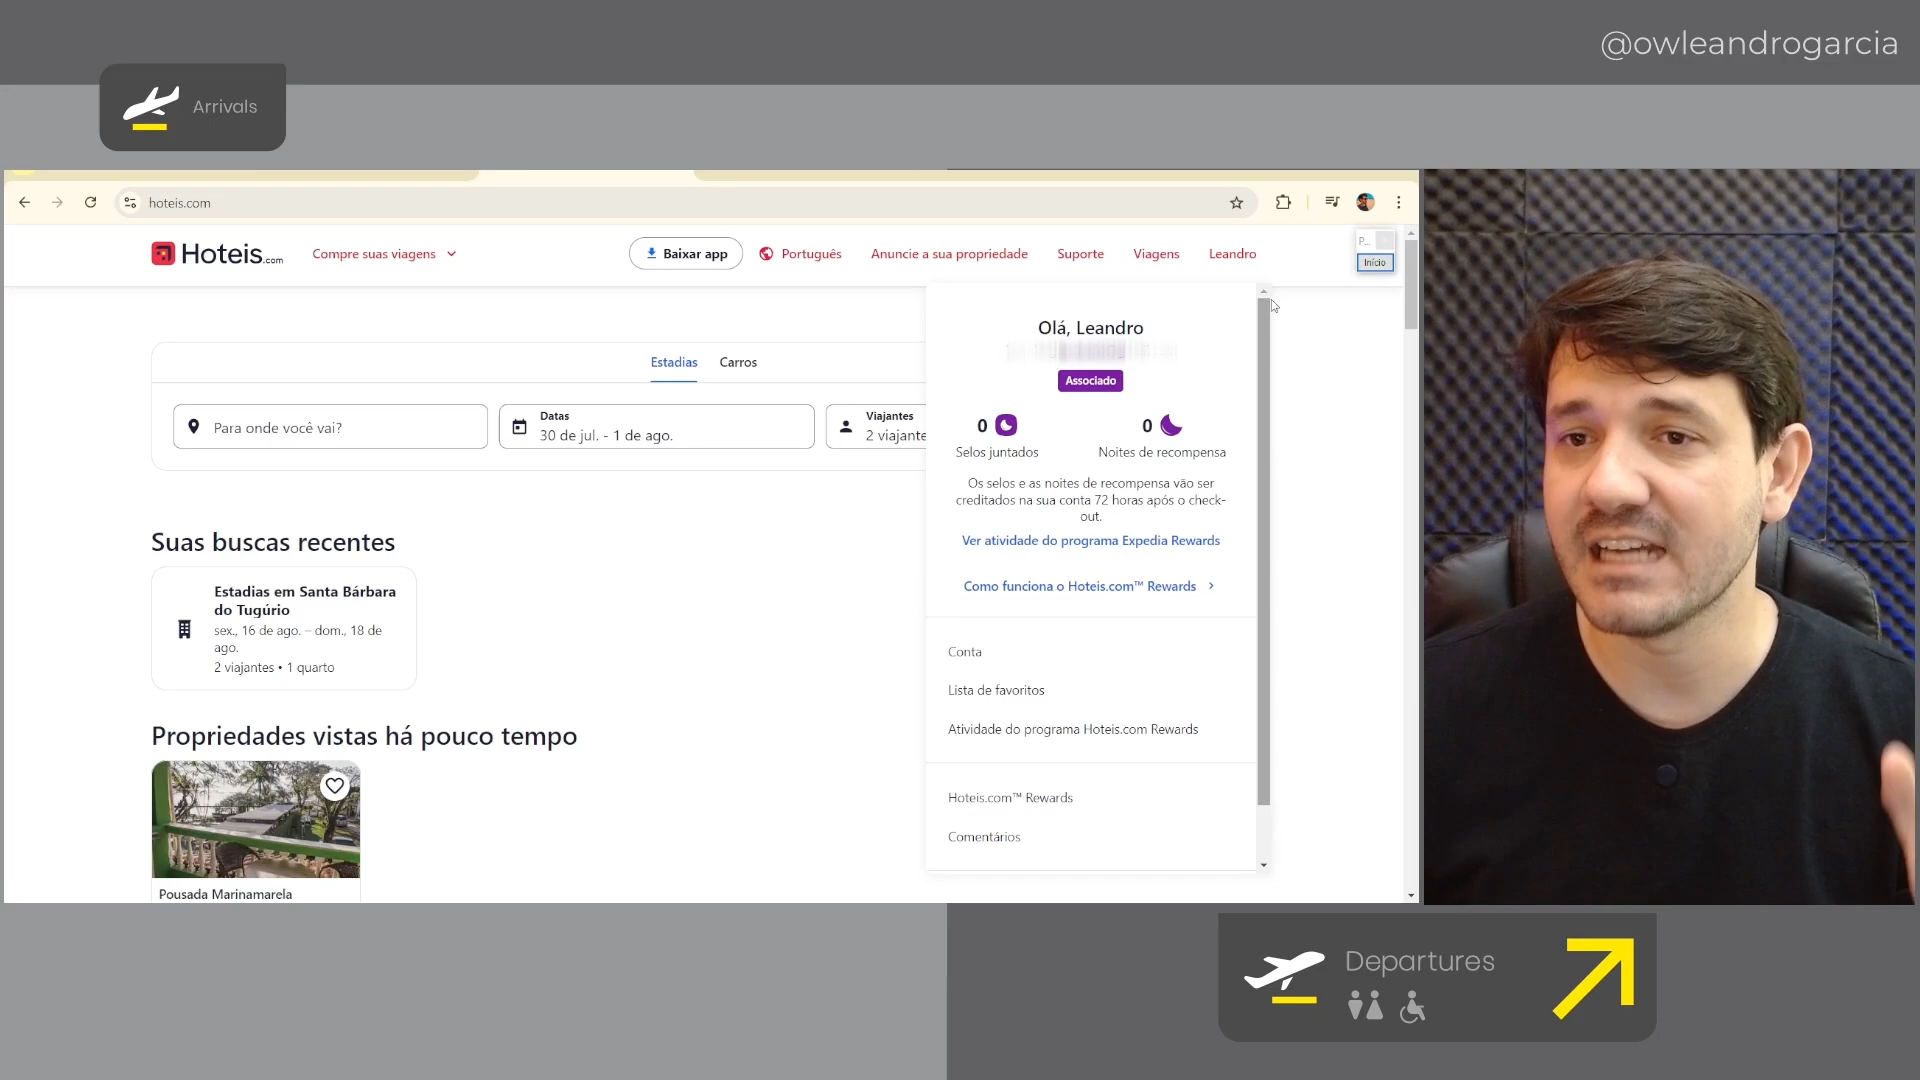 @owleandrogarcia
Arrivals
hoteis.com
Hoteis.com
Compre suas viagens
Baixar app
Português
Anuncie a sua propriedade
Suporte
Viagens
Leandro
P...
Início
Olá, Leandro
Associado
0
0
Selos juntados
Noites de recompensa
Os selos e as noites de recompensa vão ser
creditados na sua conta 72 horas após o check-
out.
Ver atividade do programa Expedia Rewards
Como funciona o Hoteis.com™ Rewards
Conta
Lista de favoritos
Atividade do programa Hoteis.com Rewards
Hoteis.com™ Rewards
Comentários
Estadias
Carros
Para onde você vai?
Datas
30 de jul. - 1 de ago.
Viajantes
2 viajante
Suas buscas recentes
Estadias em Santa Bárbara
do Tugúrio
sex., 16 de ago. – dom., 18 de
ago.
2 viajantes • 1 quarto
Propriedades vistas há pouco tempo
Pousada Marinamarela
Departures